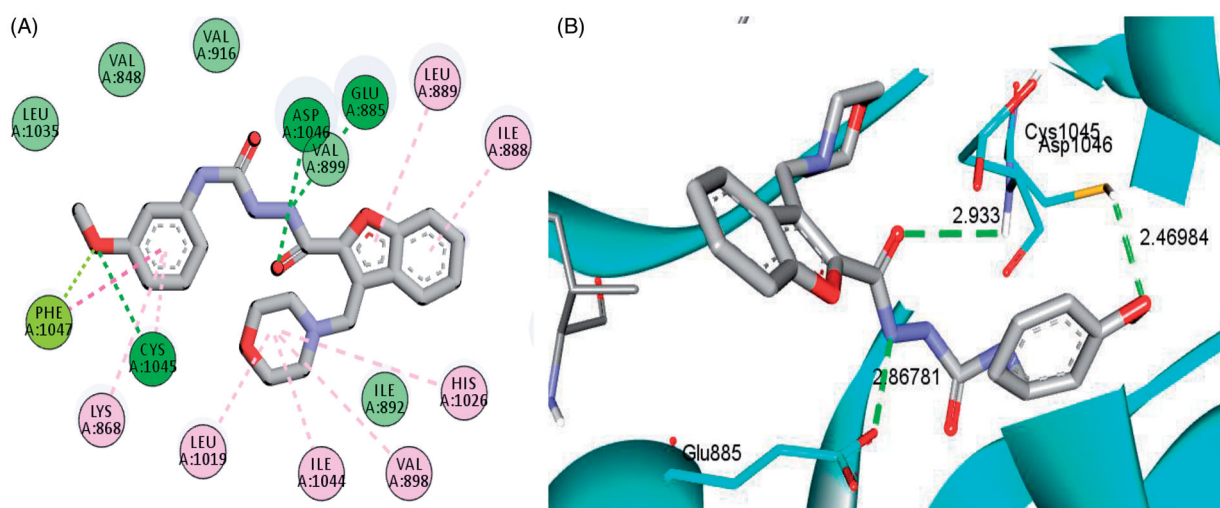 (A)
VAL
A:916
VAL
A:848
LEU
A:1035
ASP
A:1046
GLU
A:885
VAL
A:899
LEU
A:889
ILE
A:888
PHE
A:1047
CYS
A:1045
LYS
A:868
LEU
A:1019
ILE
A:1044
VAL
A:898
ILE
A:892
HIS
A:1026
(B)
Cys1045
Asp1046
2.933
2.46984
2.86781
Glu885